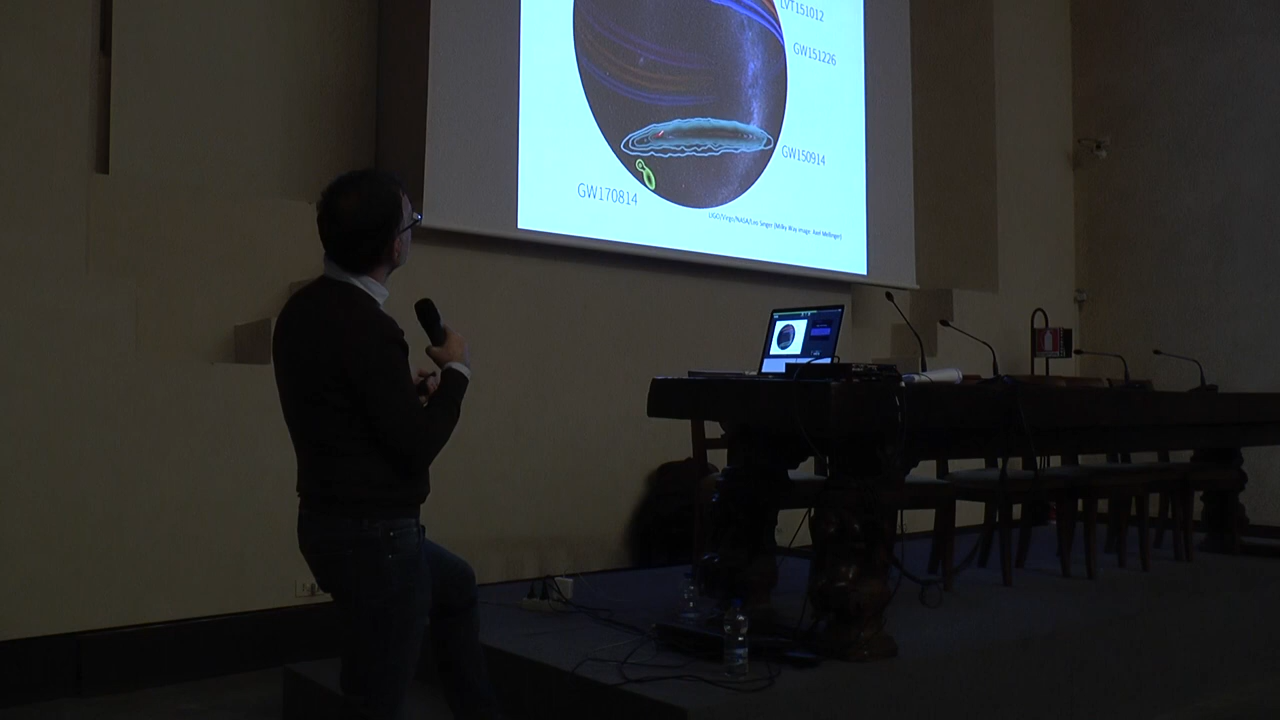 LVT151012
GW151226
GW150914
GW170814
LIGO/Virgo/NASA/Leo Singer (Milky Way image: Axel Mellinger)